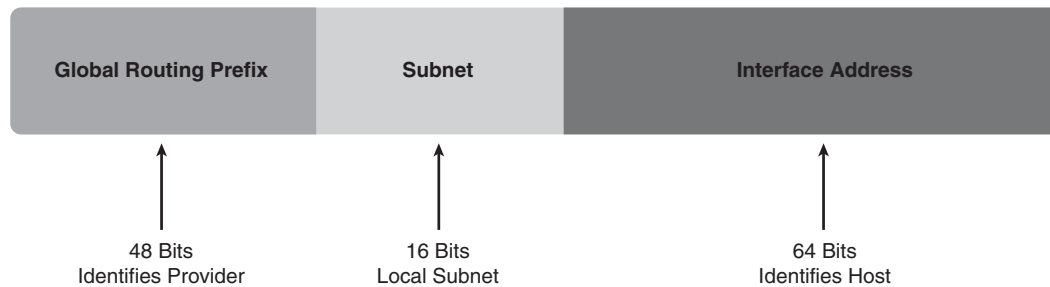 Global Routing Prefix
Subnet
Interface Address
48 Bits
Identifies Provider
16 Bits
Local Subnet
64 Bits
Identifies Host